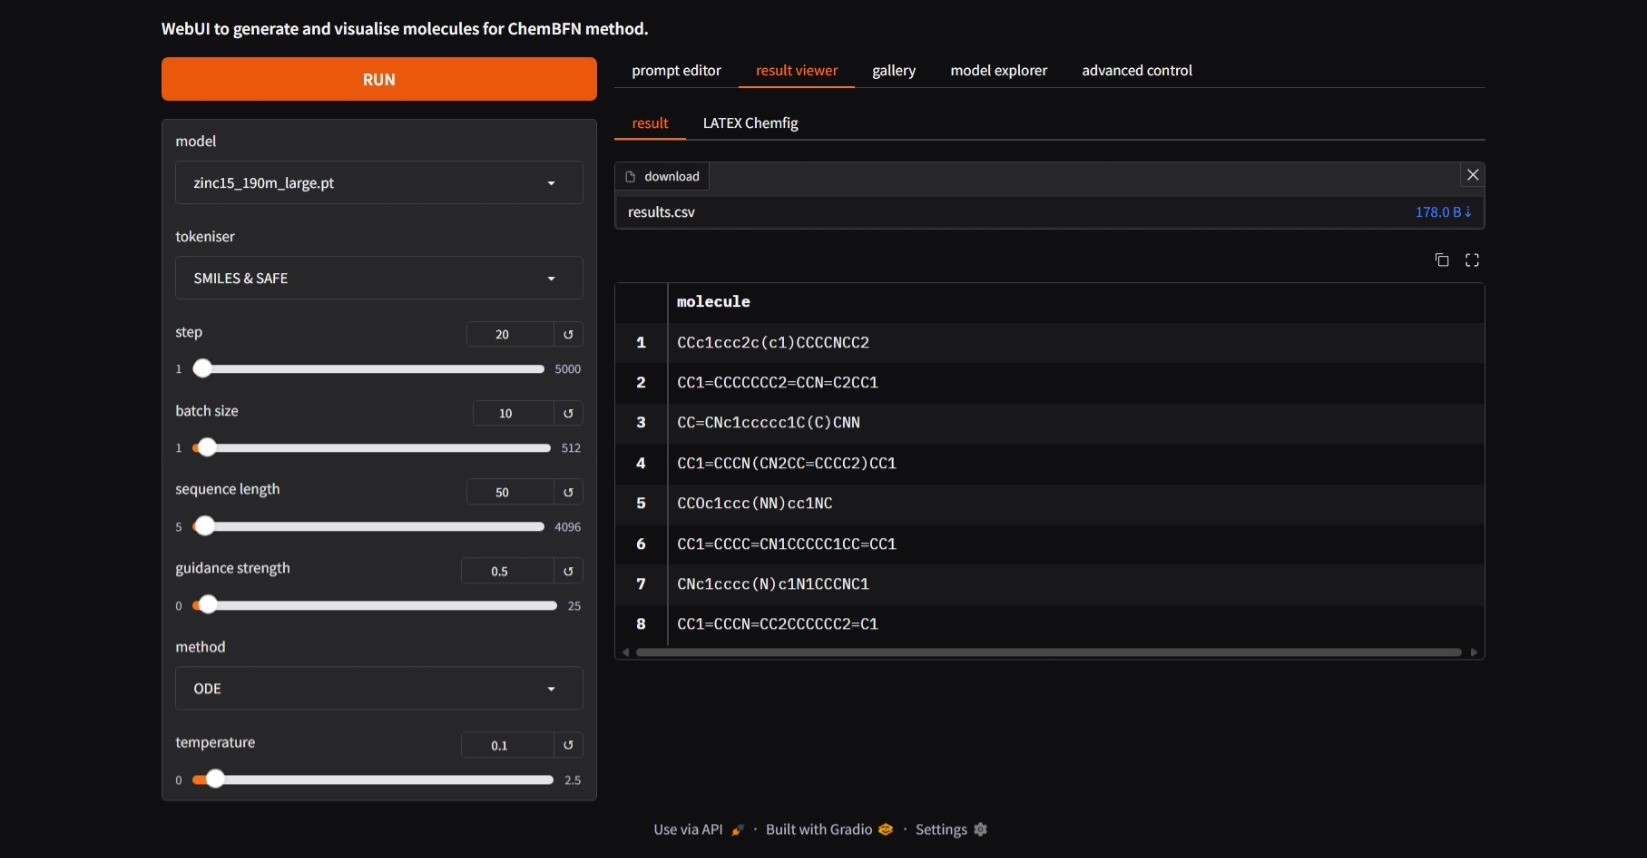 WebUI to generate and visualise molecules for ChemBFN method.
RUN
model
zinc15_190m_large.pt
tokeniser
SMILES & SAFE
step
20
1
5000
batch size
10
1
512
sequence length
50
5
4096
guidance strength
0.5
0
25
method
ODE
temperature
0.1
0
2.5
prompt editor
result viewer
gallery
model explorer
advanced control
result
LATEX Chemfig
download
results.csv
178.0 B ↓
molecule
1 CCc1ccc2c(c1)CCCCNCC2
2 CC1=CCCCCCC2=CCN=C2CC1
3 CC=CNc1ccccc1C(C)CNN
4 CC1=CCCN(CN2CC=CCCC2)CC1
5 CCOc1ccc(NN)cc1NC
6 CC1=CCCC=CN1CCCCC1CC=CC1
7 CNc1cccc(N)c1N1CCCNC1
8 CC1=CCCN=CC2CCCCCC2=C1
Use via API · Built with Gradio · Settings